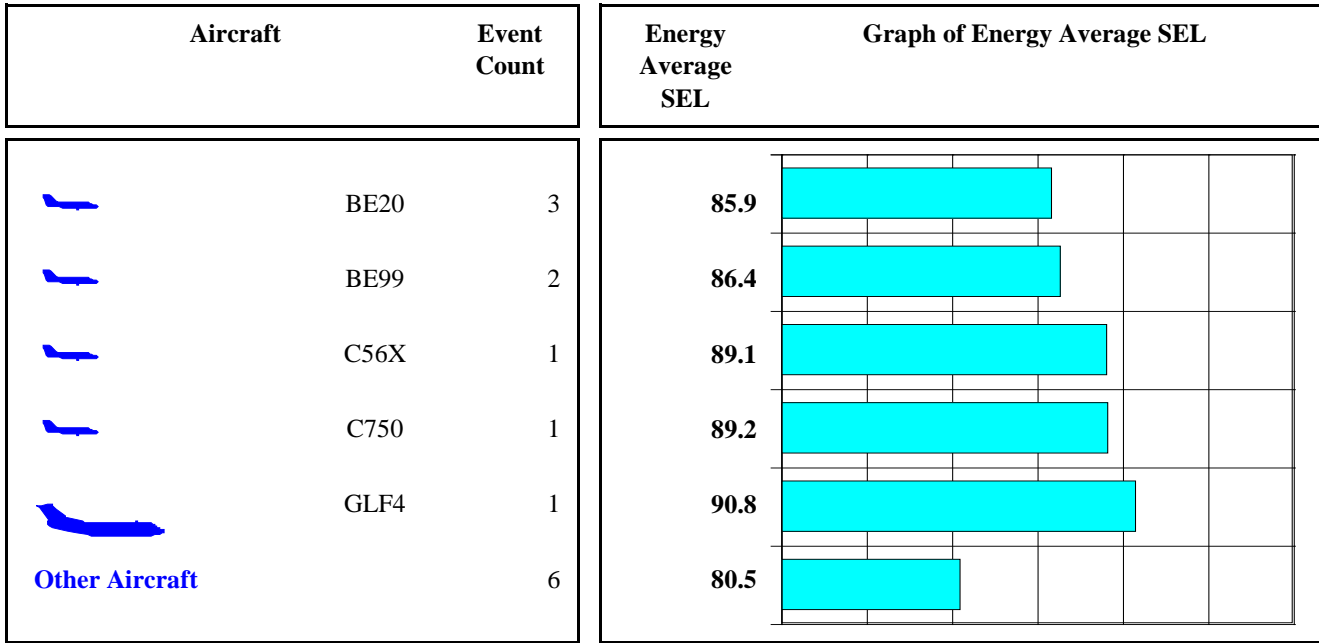 Aircraft Event Count
Energy Average SEL Graph of Energy Average SEL
BE20 3 85.9
BE99 2 86.4
C56X 1 89.1
C750 1 89.2
GLF4 1 90.8
Other Aircraft 6 80.5